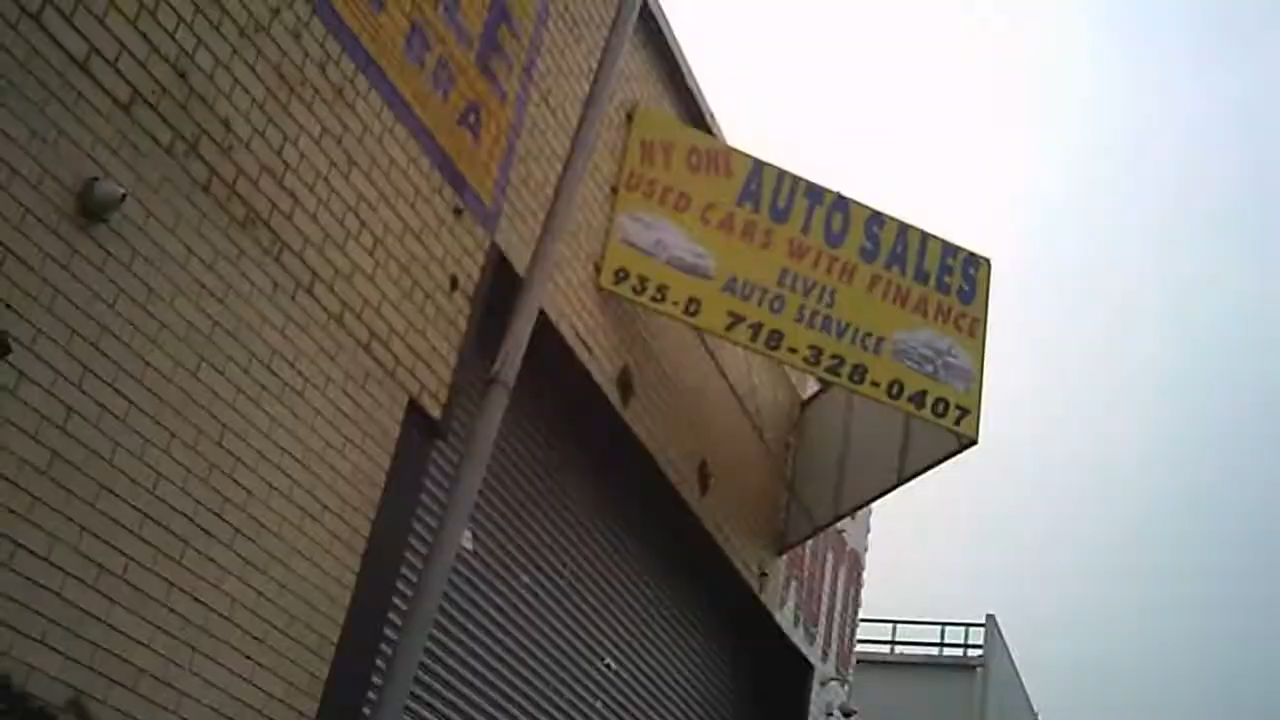 NY ONE AUTO SALES
USED CARS WITH FINANCE
ELVIS
AUTO SERVICE
935-D 718-328-0407